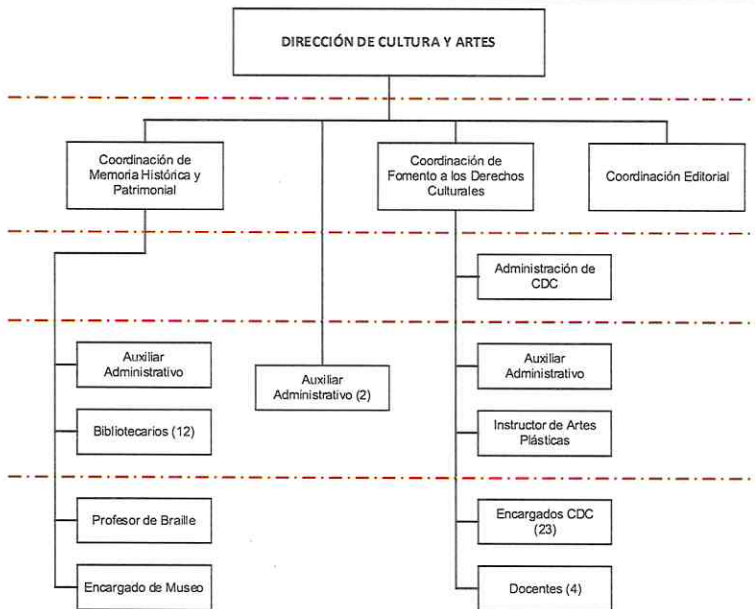 DIRECCIÓN DE CULTURA Y ARTES
Coordinación de
Memoria Histórica y
Patrimonial
Coordinación de
Fomento a los Derechos
Culturales
Coordinación Editorial
Administración de
CDC
Auxiliar
Administrativo
Auxiliar
Administrativo (2)
Auxiliar
Administrativo
Bibliotecarios (12)
Instructor de Artes
Plásticas
Profesor de Braille
Encargados CDC
(23)
Encargado de Museo
Docentes (4)